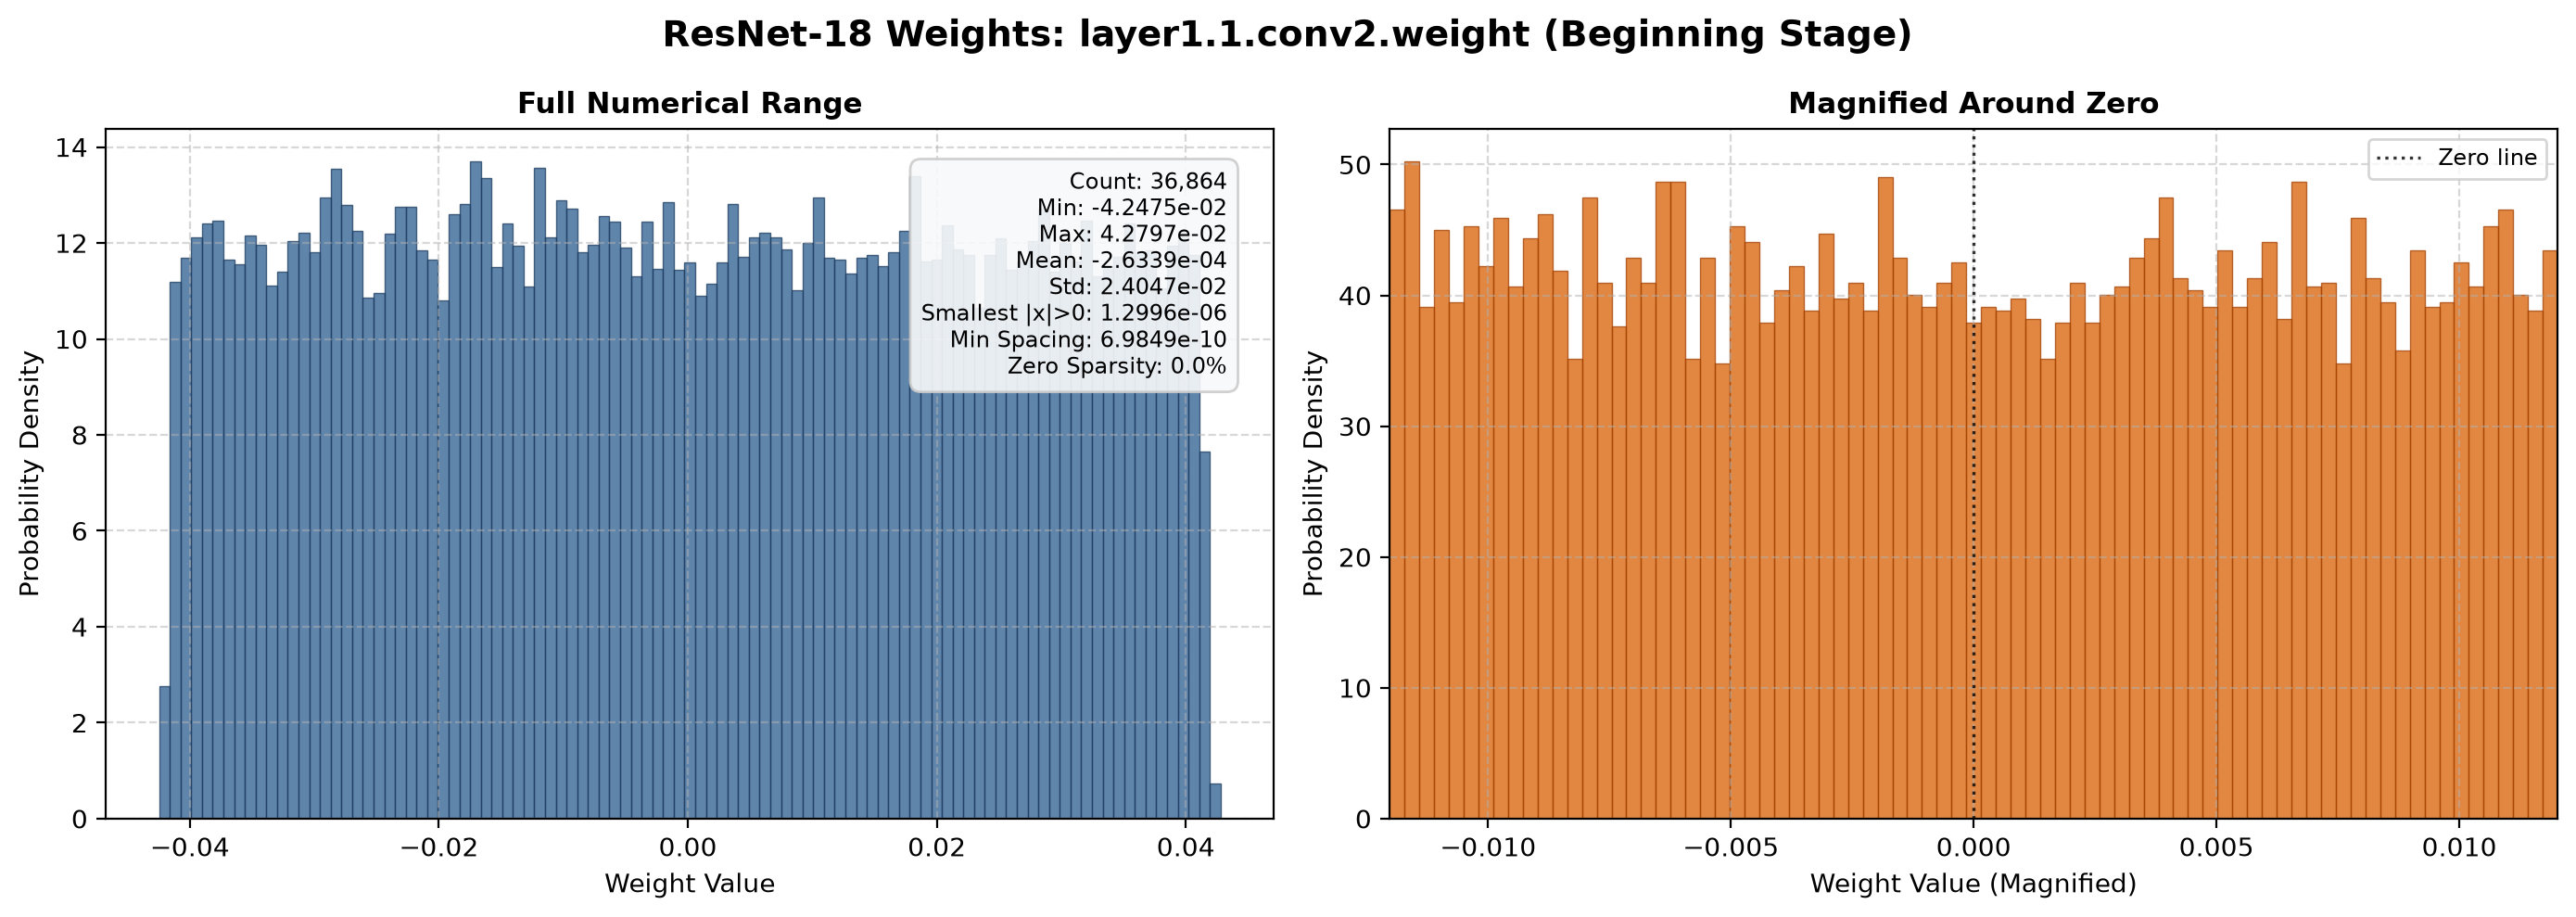 ResNet-18 Weights: layer1.1.conv2.weight (Beginning Stage)
Full Numerical Range
14
12
10
8
6
4
2
0
Probability Density
Count: 36,864
Min: -4.2475e-02
Max: 4.2797e-02
Mean: -2.6339e-04
Std: 2.4047e-02
Smallest |x|>0: 1.2996e-06
Min Spacing: 6.9849e-10
Zero Sparsity: 0.0%
−0.04 −0.02 0.00 0.02 0.04
Weight Value
Magnified Around Zero
50
40
30
20
10
0
Probability Density
Zero line
−0.010 −0.005 0.000 0.005 0.010
Weight Value (Magnified)